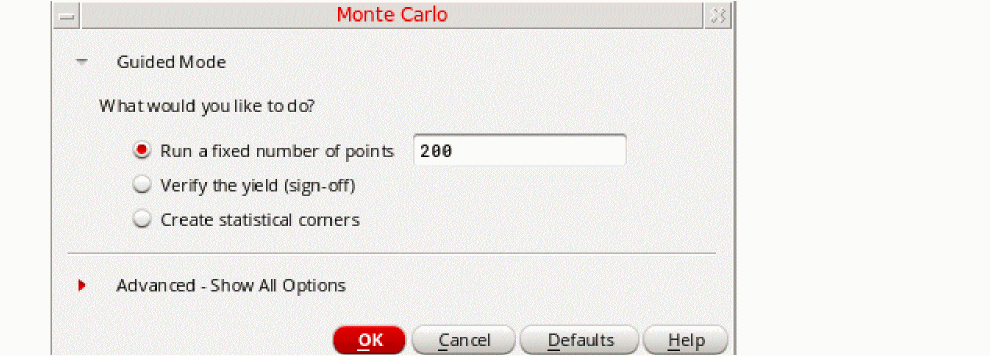 Monte Carlo
Guided Mode
What would you like to do?
Run a fixed number of points 200
Verify the yield (sign-off)
Create statistical corners
Advanced - Show All Options
OK Cancel Defaults Help